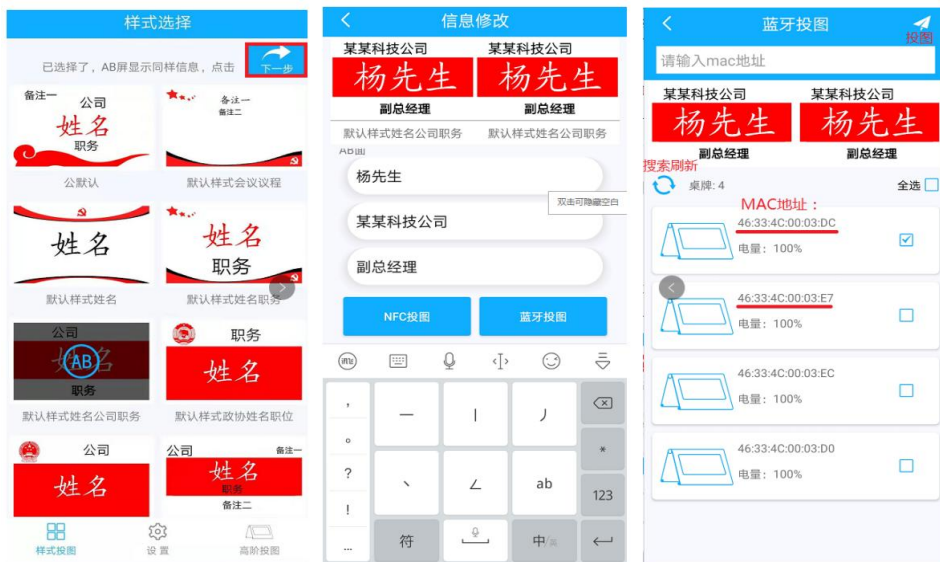 样式选择
已选择了，AB屏显示同样信息，点击
下一步
备注一
公司
姓名
职务
公默认
备注一
备注二
默认样式会议议程
姓名
默认样式姓名
姓名
职务
默认样式姓名职务
公司
姓名
AB
职务
默认样式姓名公司职务
职务
姓名
默认样式政协姓名职位
公司
姓名
公司
备注一
姓名
职务
备注二
样式投图
设置
高阶投图
信息修改
某某科技公司
某某科技公司
杨先生
杨先生
副总经理
副总经理
默认样式姓名公司职务
默认样式姓名公司职务
AB面
杨先生
双击可隐藏空白
某某科技公司
副总经理
NFC投图
蓝牙投图
，
。
？
！
...
一
丨
丿
丶
乙
ab
*
123
符
中/英
蓝牙投图
投图
请输入mac地址
某某科技公司
某某科技公司
杨先生
杨先生
副总经理
副总经理
搜索刷新
桌牌: 4
全选
MAC地址：
46:33:4C:00:03:DC
电量：100%
46:33:4C:00:03:E7
电量：100%
46:33:4C:00:03:EC
电量：100%
46:33:4C:00:03:D0
电量：100%